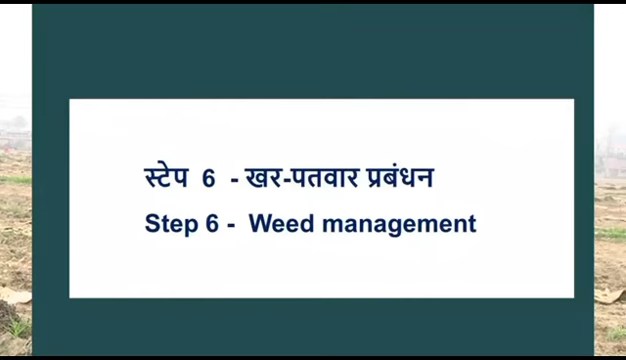 स्टेप 6 - खर-पतवार प्रबंधन
Step 6 - Weed management